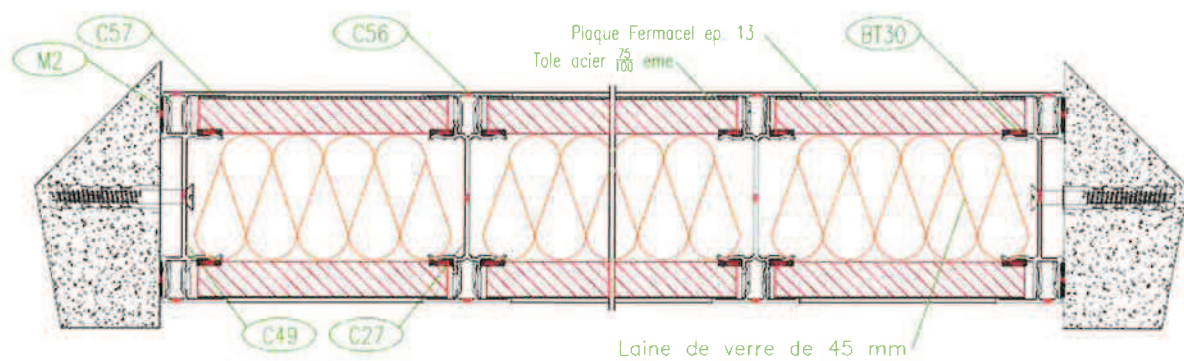 C57
C56
Plaque Fermacel ep. 13
BT30
M2
Tole acier 75/100 eme
C49
C27
Laine de verre de 45 mm